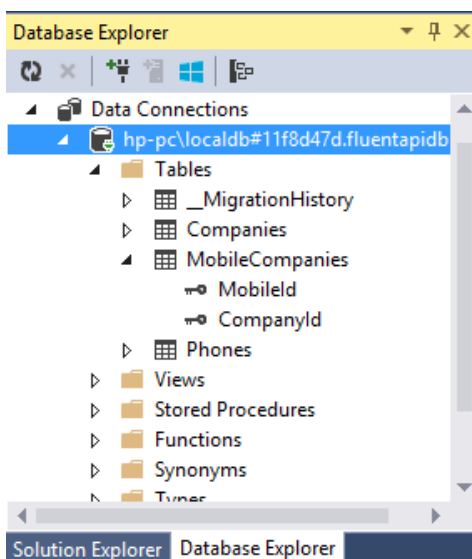 Database Explorer
Data Connections
hp-pc\localdb#11f8d47d.fluentapidb
Tables
__MigrationHistory
Companies
MobileCompanies
MobileId
CompanyId
Phones
Views
Stored Procedures
Functions
Synonyms
Types
Solution Explorer Database Explorer